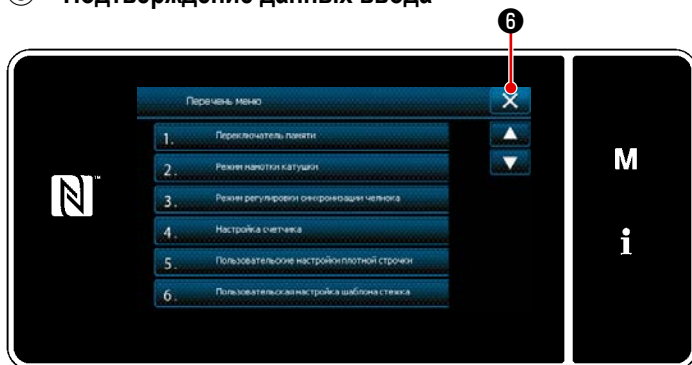 Подтверждение данных ввода
❻
Перечень меню
1. Переключатель памяти
2. Режим намотки катушки
3. Режим регулировки синхронизации челнока
4. Настройка счетчика
5. Пользовательские настройки плотной строчки
6. Пользовательская настройка шаблона стежка
M
i